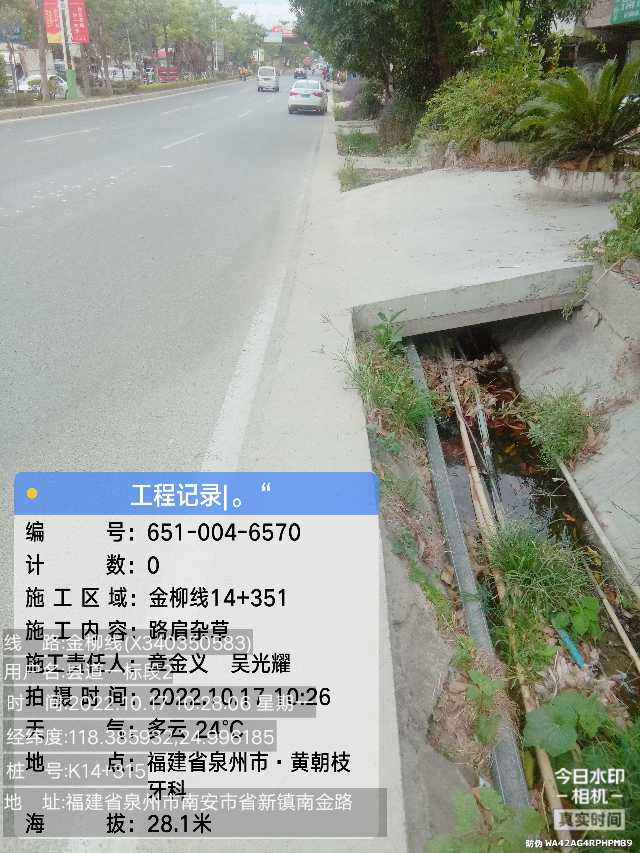 工程记录|。“
编 号: 651-004-6570
计 数: 0
施工区域: 金柳线14+351
施工内容: 路肩杂草
线 路:金柳线(X340350583)
施工责任人: 章金义 吴光耀
用户名:县道一标段2
拍摄时间: 2022.10.17 10:26
时 间:2022.10.17 10:28:06 星期一
天 气: 多云 24℃
经纬度:118.385932,24.996185
地 点: 福建省泉州市·黄朝枝
牙科
桩 号:K14+315
地 址:福建省泉州市南安市省新镇南金路
海 拔: 28.1米
今日水印
相机
真实时间
防伪 WA42AG4RPHPMB9